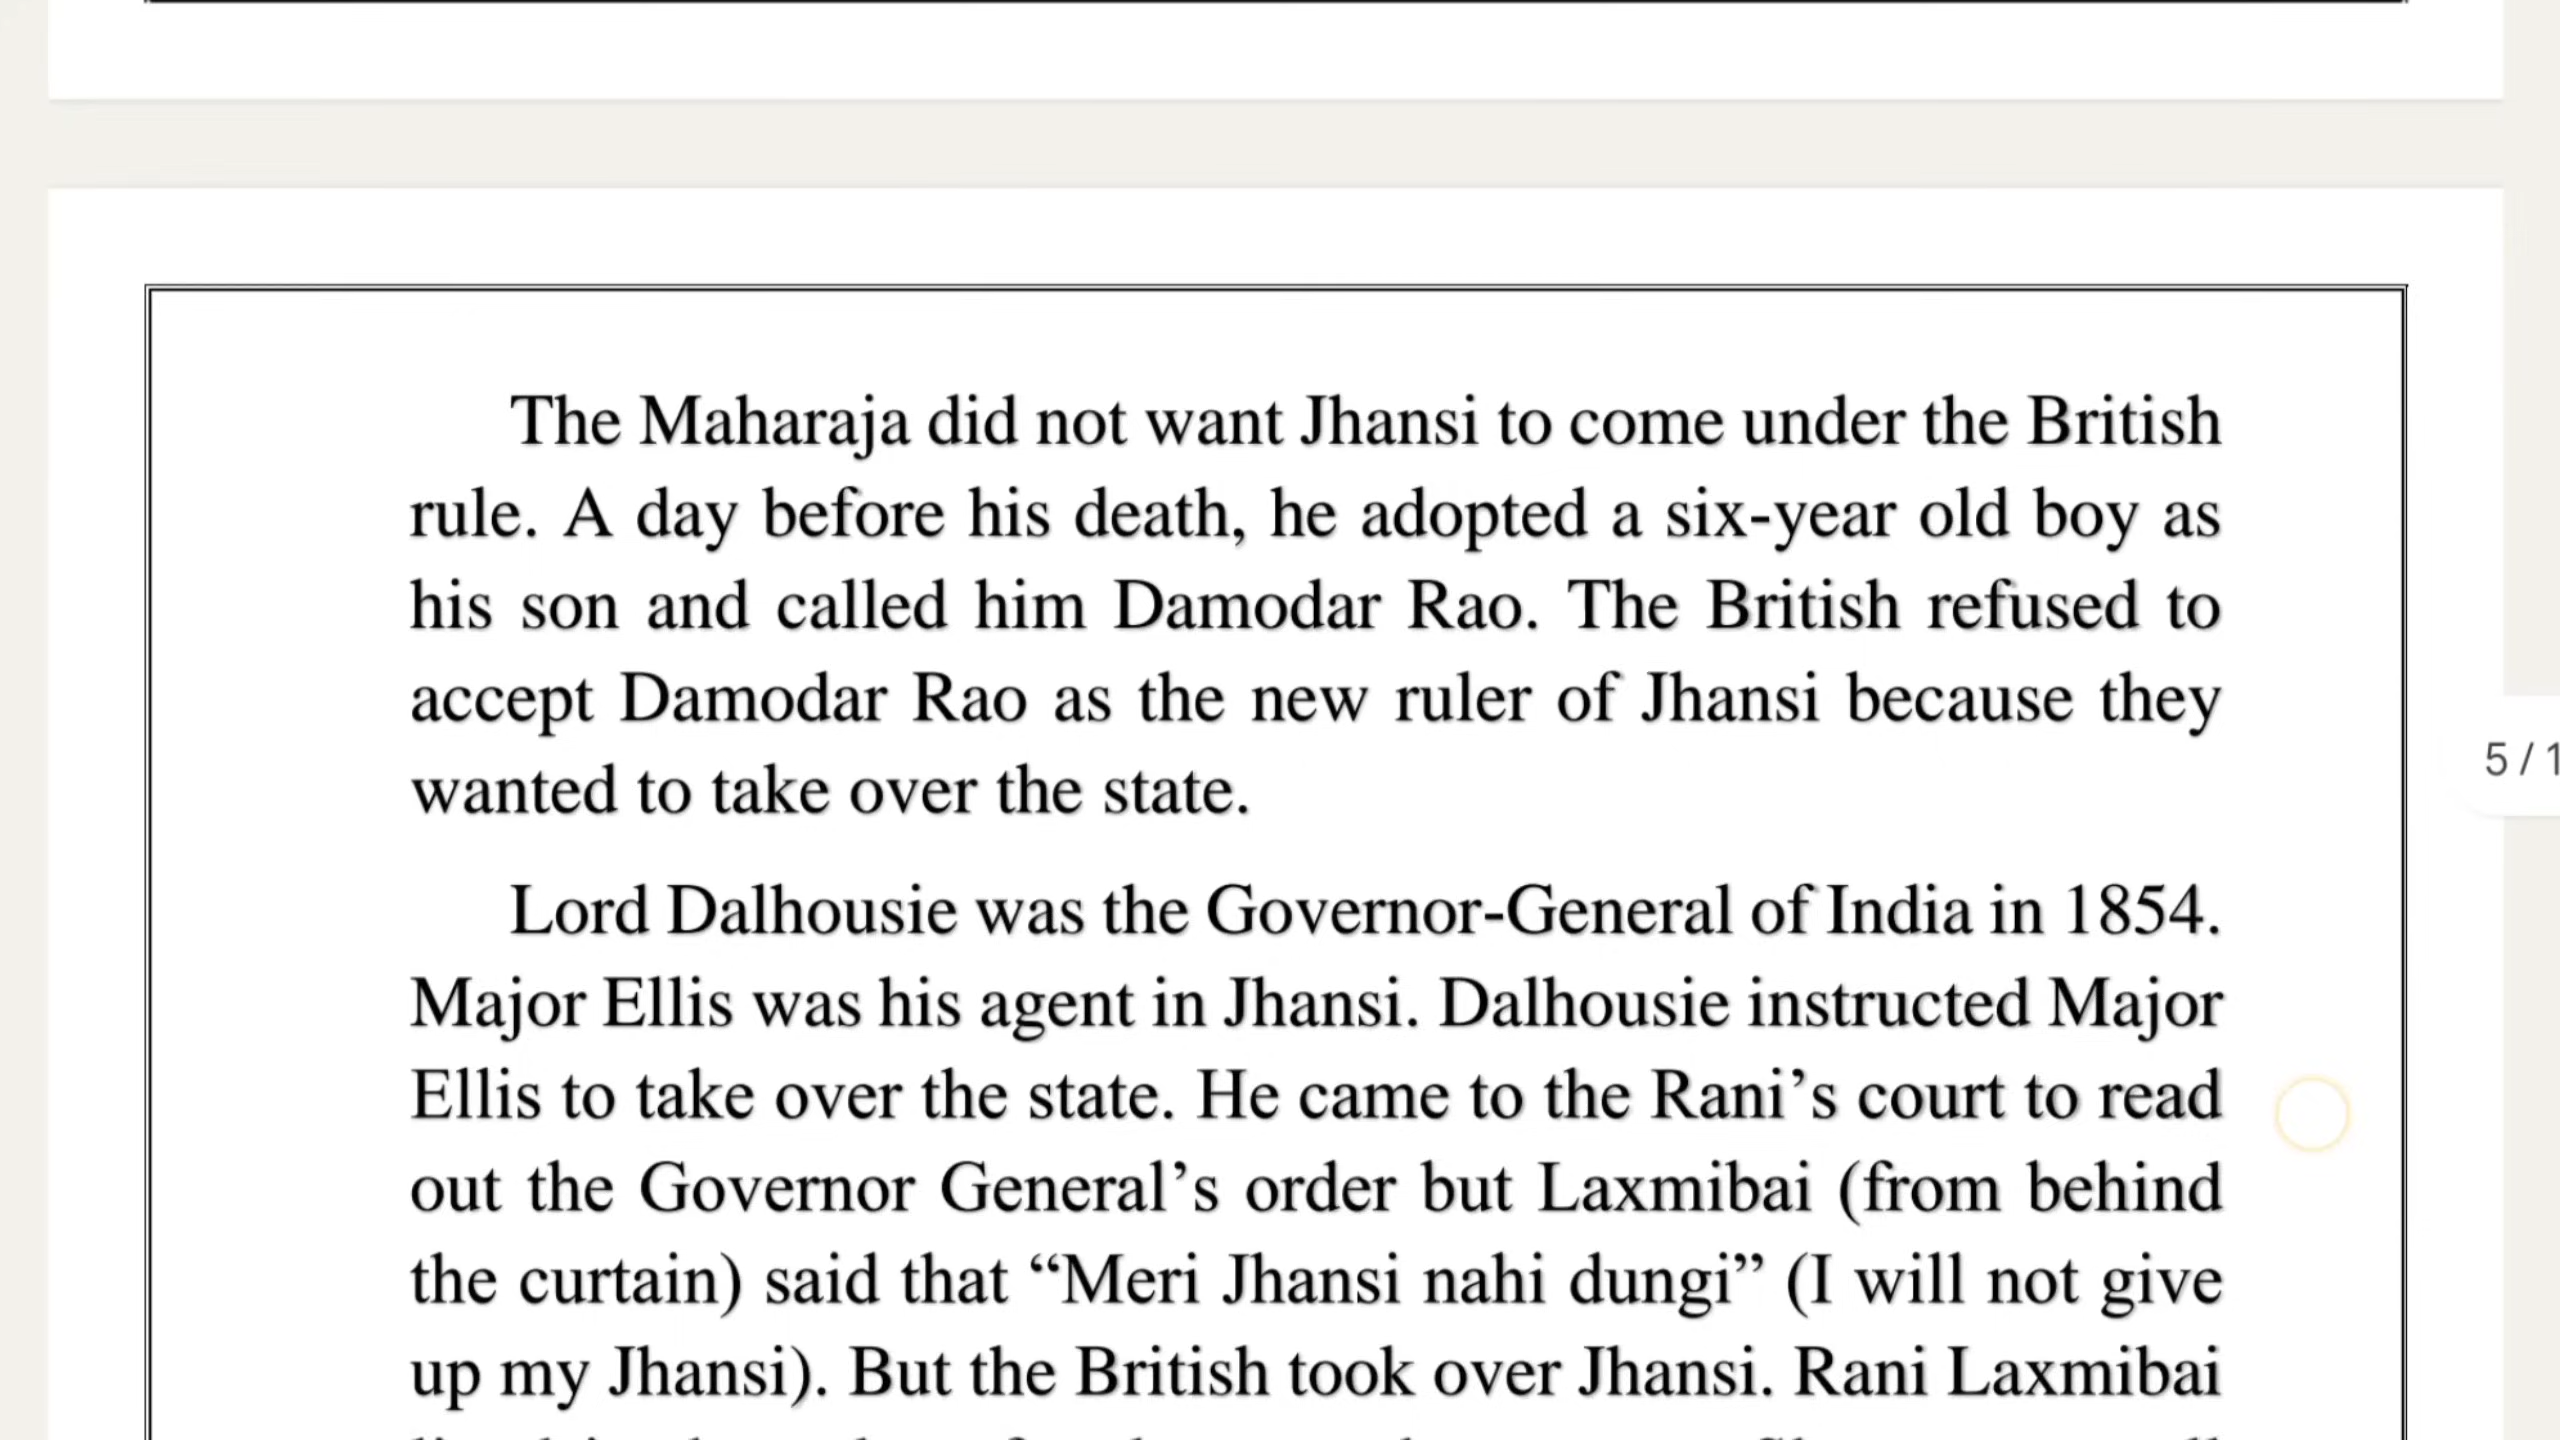 The Maharaja did not want Jhansi to come under the British
rule. A day before his death, he adopted a six-year old boy as
his son and called him Damodar Rao. The British refused to
accept Damodar Rao as the new ruler of Jhansi because they
wanted to take over the state.
5 / 1
Lord Dalhousie was the Governor-General of India in 1854.
Major Ellis was his agent in Jhansi. Dalhousie instructed Major
Ellis to take over the state. He came to the Rani’s court to read
out the Governor General’s order but Laxmibai (from behind
the curtain) said that “Meri Jhansi nahi dungi” (I will not give
up my Jhansi). But the British took over Jhansi. Rani Laxmibai